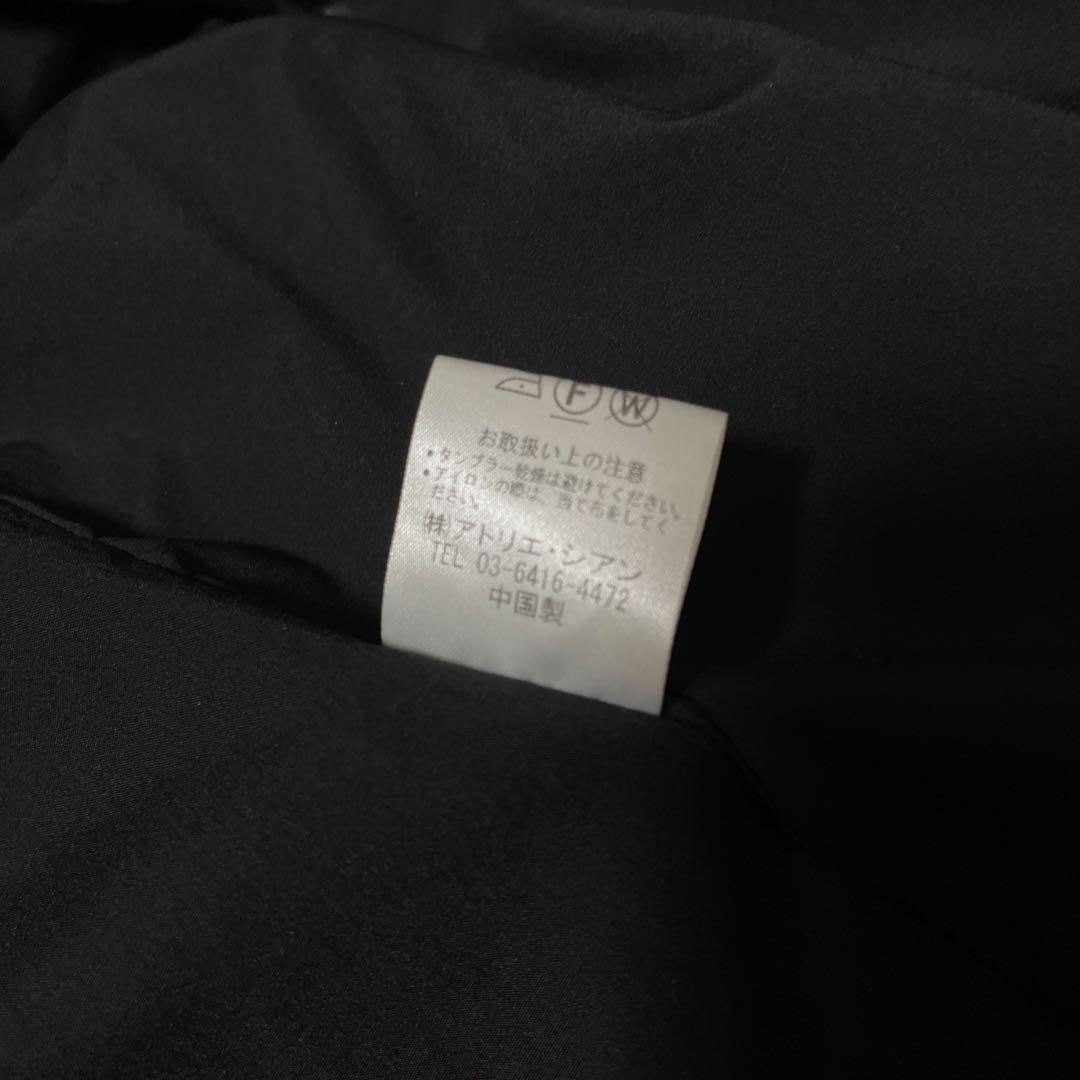 F W
お取扱い上の注意
・タンブラー乾燥は避けてください。
・アイロンの際は、当て布をしてく
ださい。
(株)アトリエ・シアン
TEL 03-6416-4472
中国製